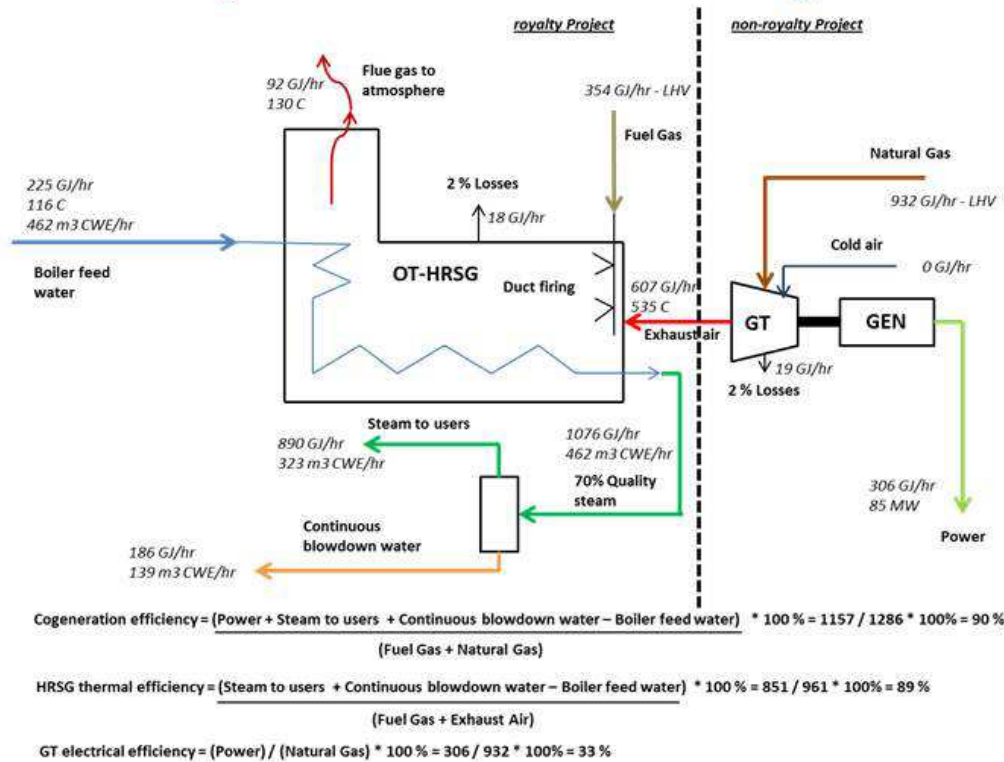 royalty Project
non-royalty Project
92 GJ/hr
130 C
Flue gas to
atmosphere
354 GJ/hr - LHV
Fuel Gas
Natural Gas
932 GJ/hr - LHV
225 GJ/hr
116 C
462 m3 CWE/hr
Boiler feed
water
2 % Losses
18 GJ/hr
Cold air
0 GJ/hr
OT-HRSG
Duct firing
607 GJ/hr
535 C
Exhaust air
GT
GEN
19 GJ/hr
2 % Losses
Steam to users
890 GJ/hr
323 m3 CWE/hr
1076 GJ/hr
462 m3 CWE/hr
70% Quality
steam
306 GJ/hr
85 MW
Power
Continuous
blowdown water
186 GJ/hr
139 m3 CWE/hr
Cogeneration efficiency = (Power + Steam to users + Continuous blowdown water – Boiler feed water) * 100 % = 1157 / 1286 * 100% = 90 %
(Fuel Gas + Natural Gas)
HRSG thermal efficiency = (Steam to users + Continuous blowdown water – Boiler feed water) * 100 % = 851 / 961 * 100% = 89 %
(Fuel Gas + Exhaust Air)
GT electrical efficiency = (Power) / (Natural Gas) * 100 % = 306 / 932 * 100% = 33 %